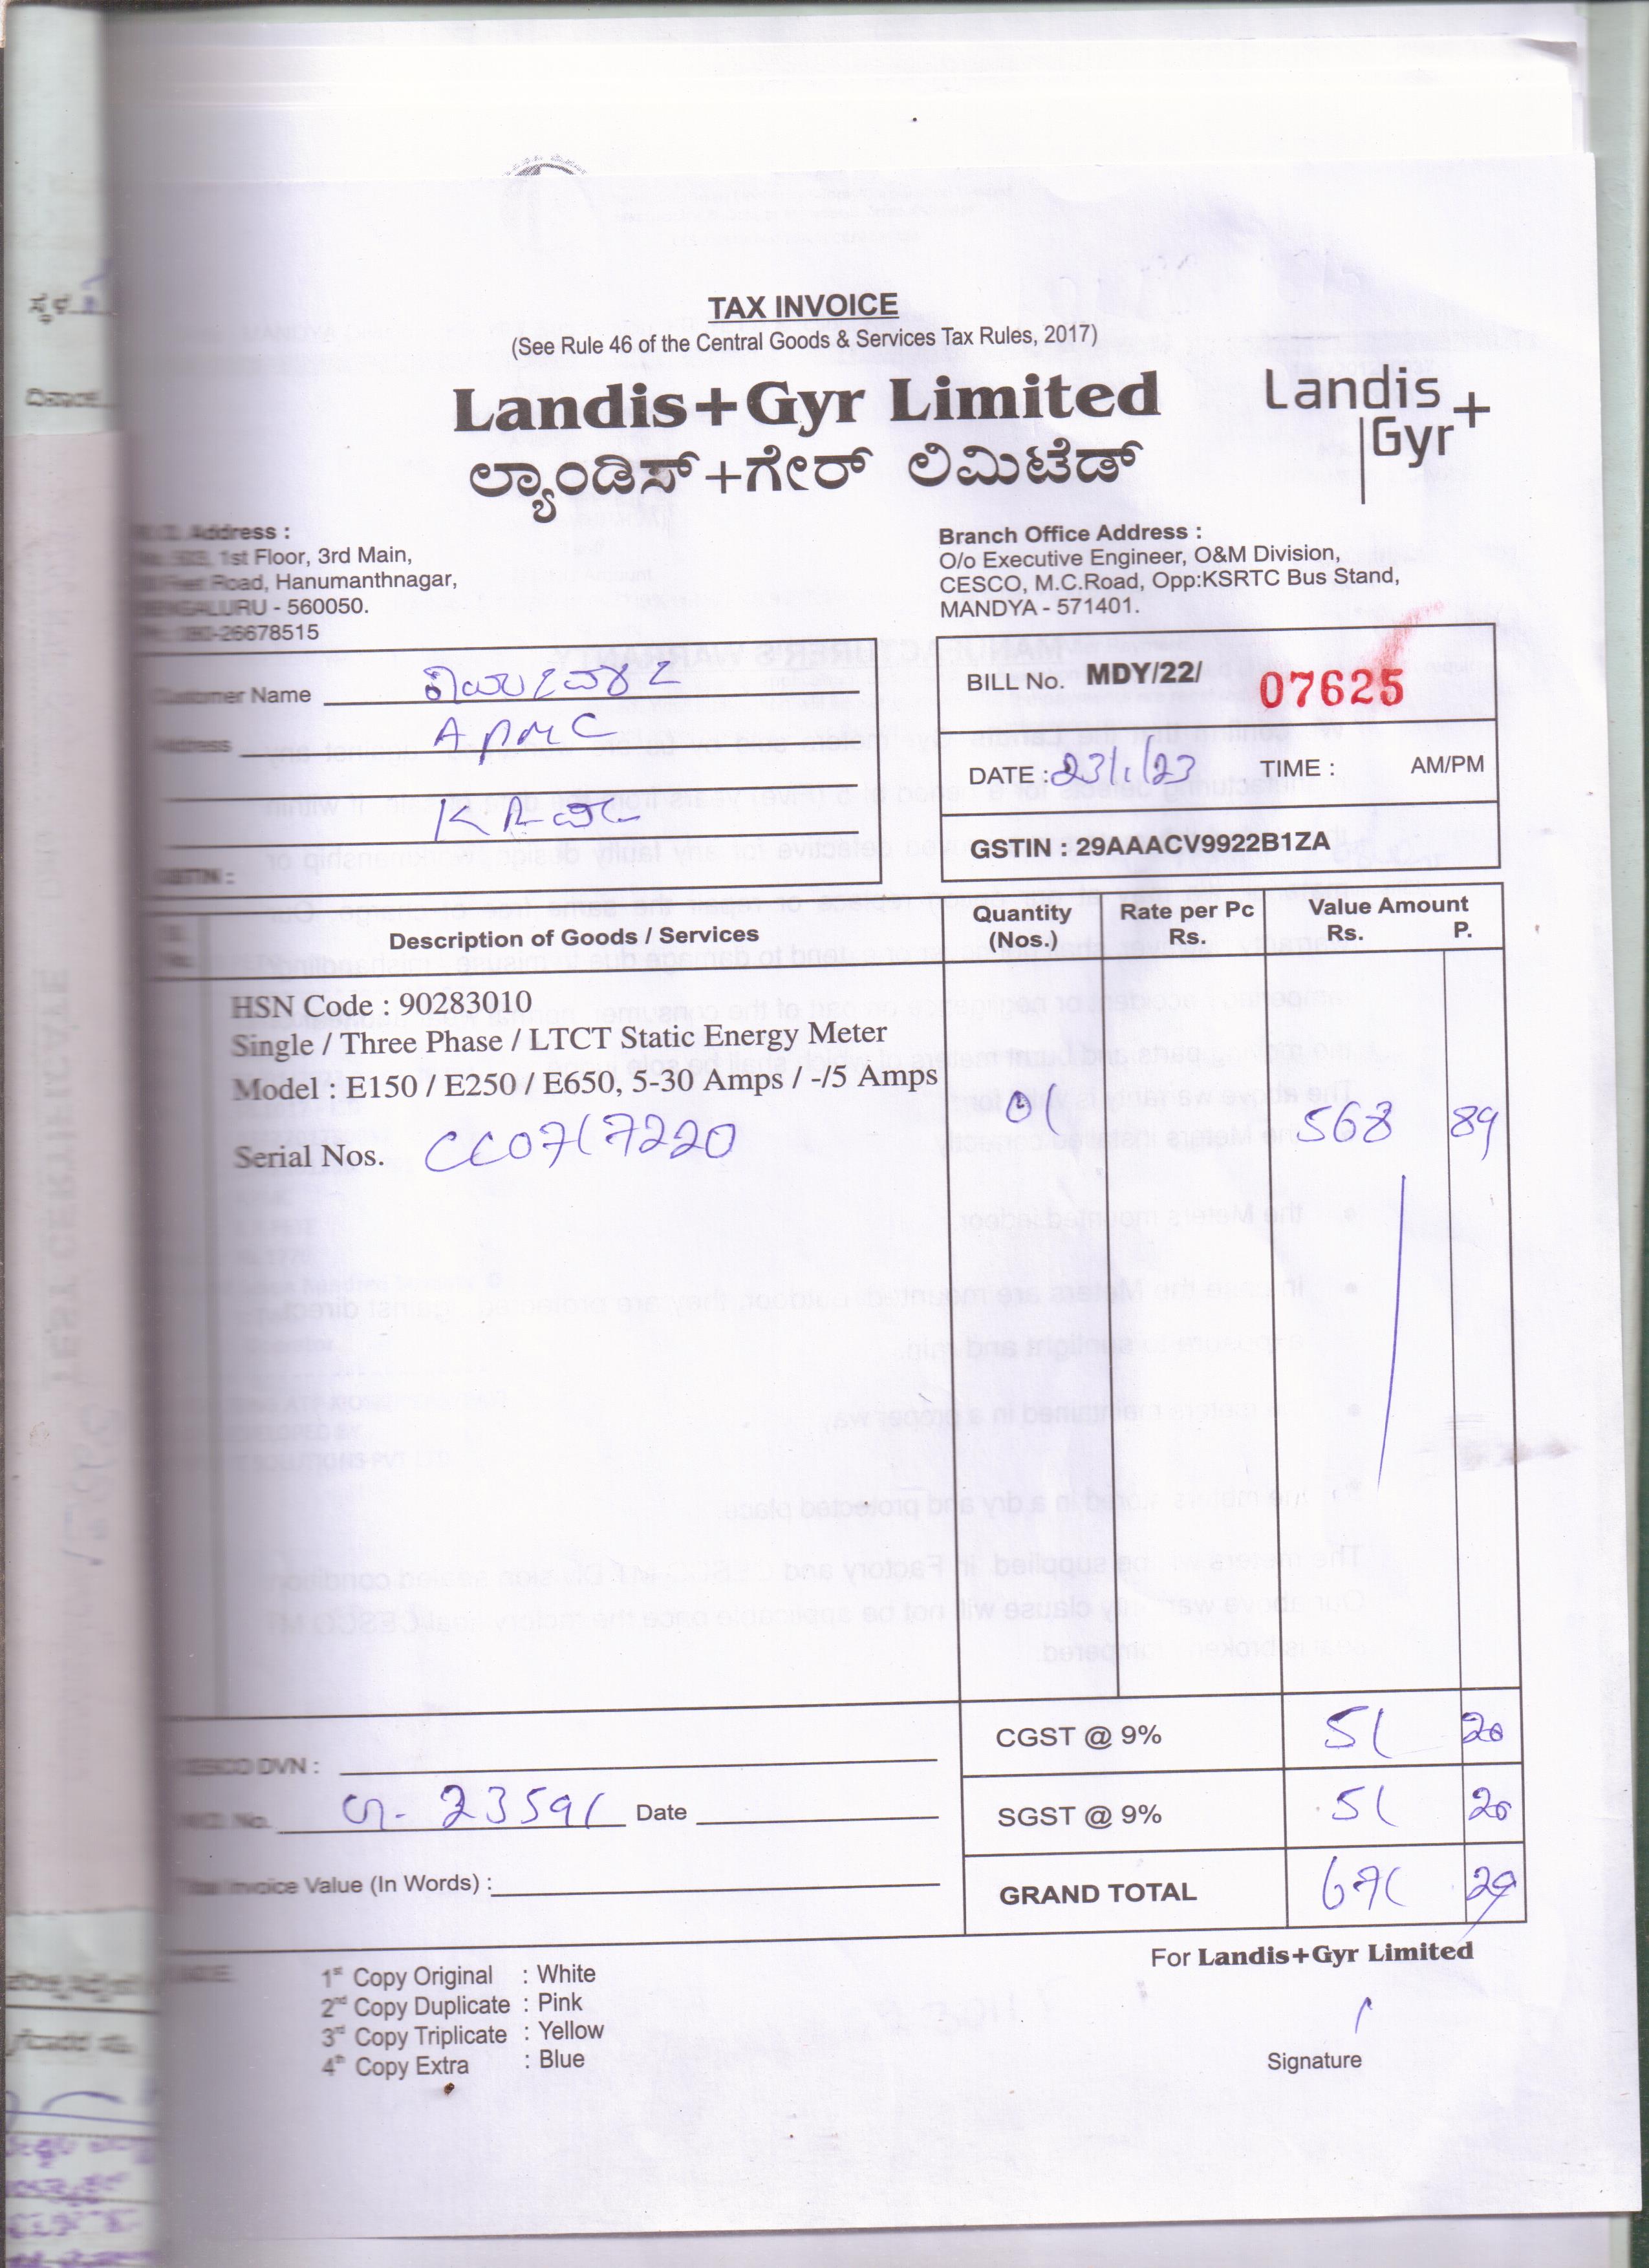 TAX INVOICE
(See Rule 46 of the Central Goods & Services Tax Rules, 2017)
Landis+Gyr Limited
ಲ್ಯಾಂಡಿಸ್+ಗೇರ್ ಲಿಮಿಟೆಡ್
Landis
Gyr+
Address :
1st Floor, 3rd Main,
Road, Hanumanthnagar,
BENGALURU - 560050.
080-26678515
Branch Office Address :
O/o Executive Engineer, O&M Division,
CESCO, M.C.Road, Opp:KSRTC Bus Stand,
MANDYA - 571401.
Customer Name
Address APMC
GSTIN :
BILL No. MDY/22/ 07625
DATE : 23/1/23 TIME : AM/PM
GSTIN : 29AAACV9922B1ZA
Description of Goods / Services
Quantity (Nos.)
Rate per Pc Rs.
Value Amount
Rs. P.
HSN Code : 90283010
Single / Three Phase / LTCT Static Energy Meter
Model : E150 / E250 / E650, 5-30 Amps / -/5 Amps
Serial Nos. CC0717220 01 568 89
CGST @ 9% 51 20
CESCO DVN :
SGST @ 9% 51 20
No. 23591 Date
Invoice Value (In Words) :
GRAND TOTAL 671 29
For Landis+Gyr Limited
1st Copy Original : White
2nd Copy Duplicate : Pink
3rd Copy Triplicate : Yellow
4th Copy Extra : Blue
Signature